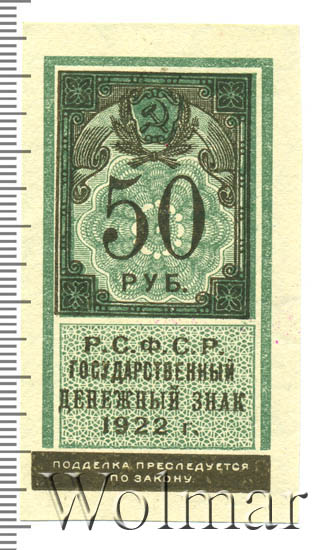 50
РУБ.
Р.С.Ф.С.Р.
ГОСУДАРСТВЕННЫЙ
ДЕНЕЖНЫЙ ЗНАК
1922 г.
ПОДДЕЛКА ПРЕСЛЕДУЕТСЯ
ПО ЗАКОНУ.
Wolmar